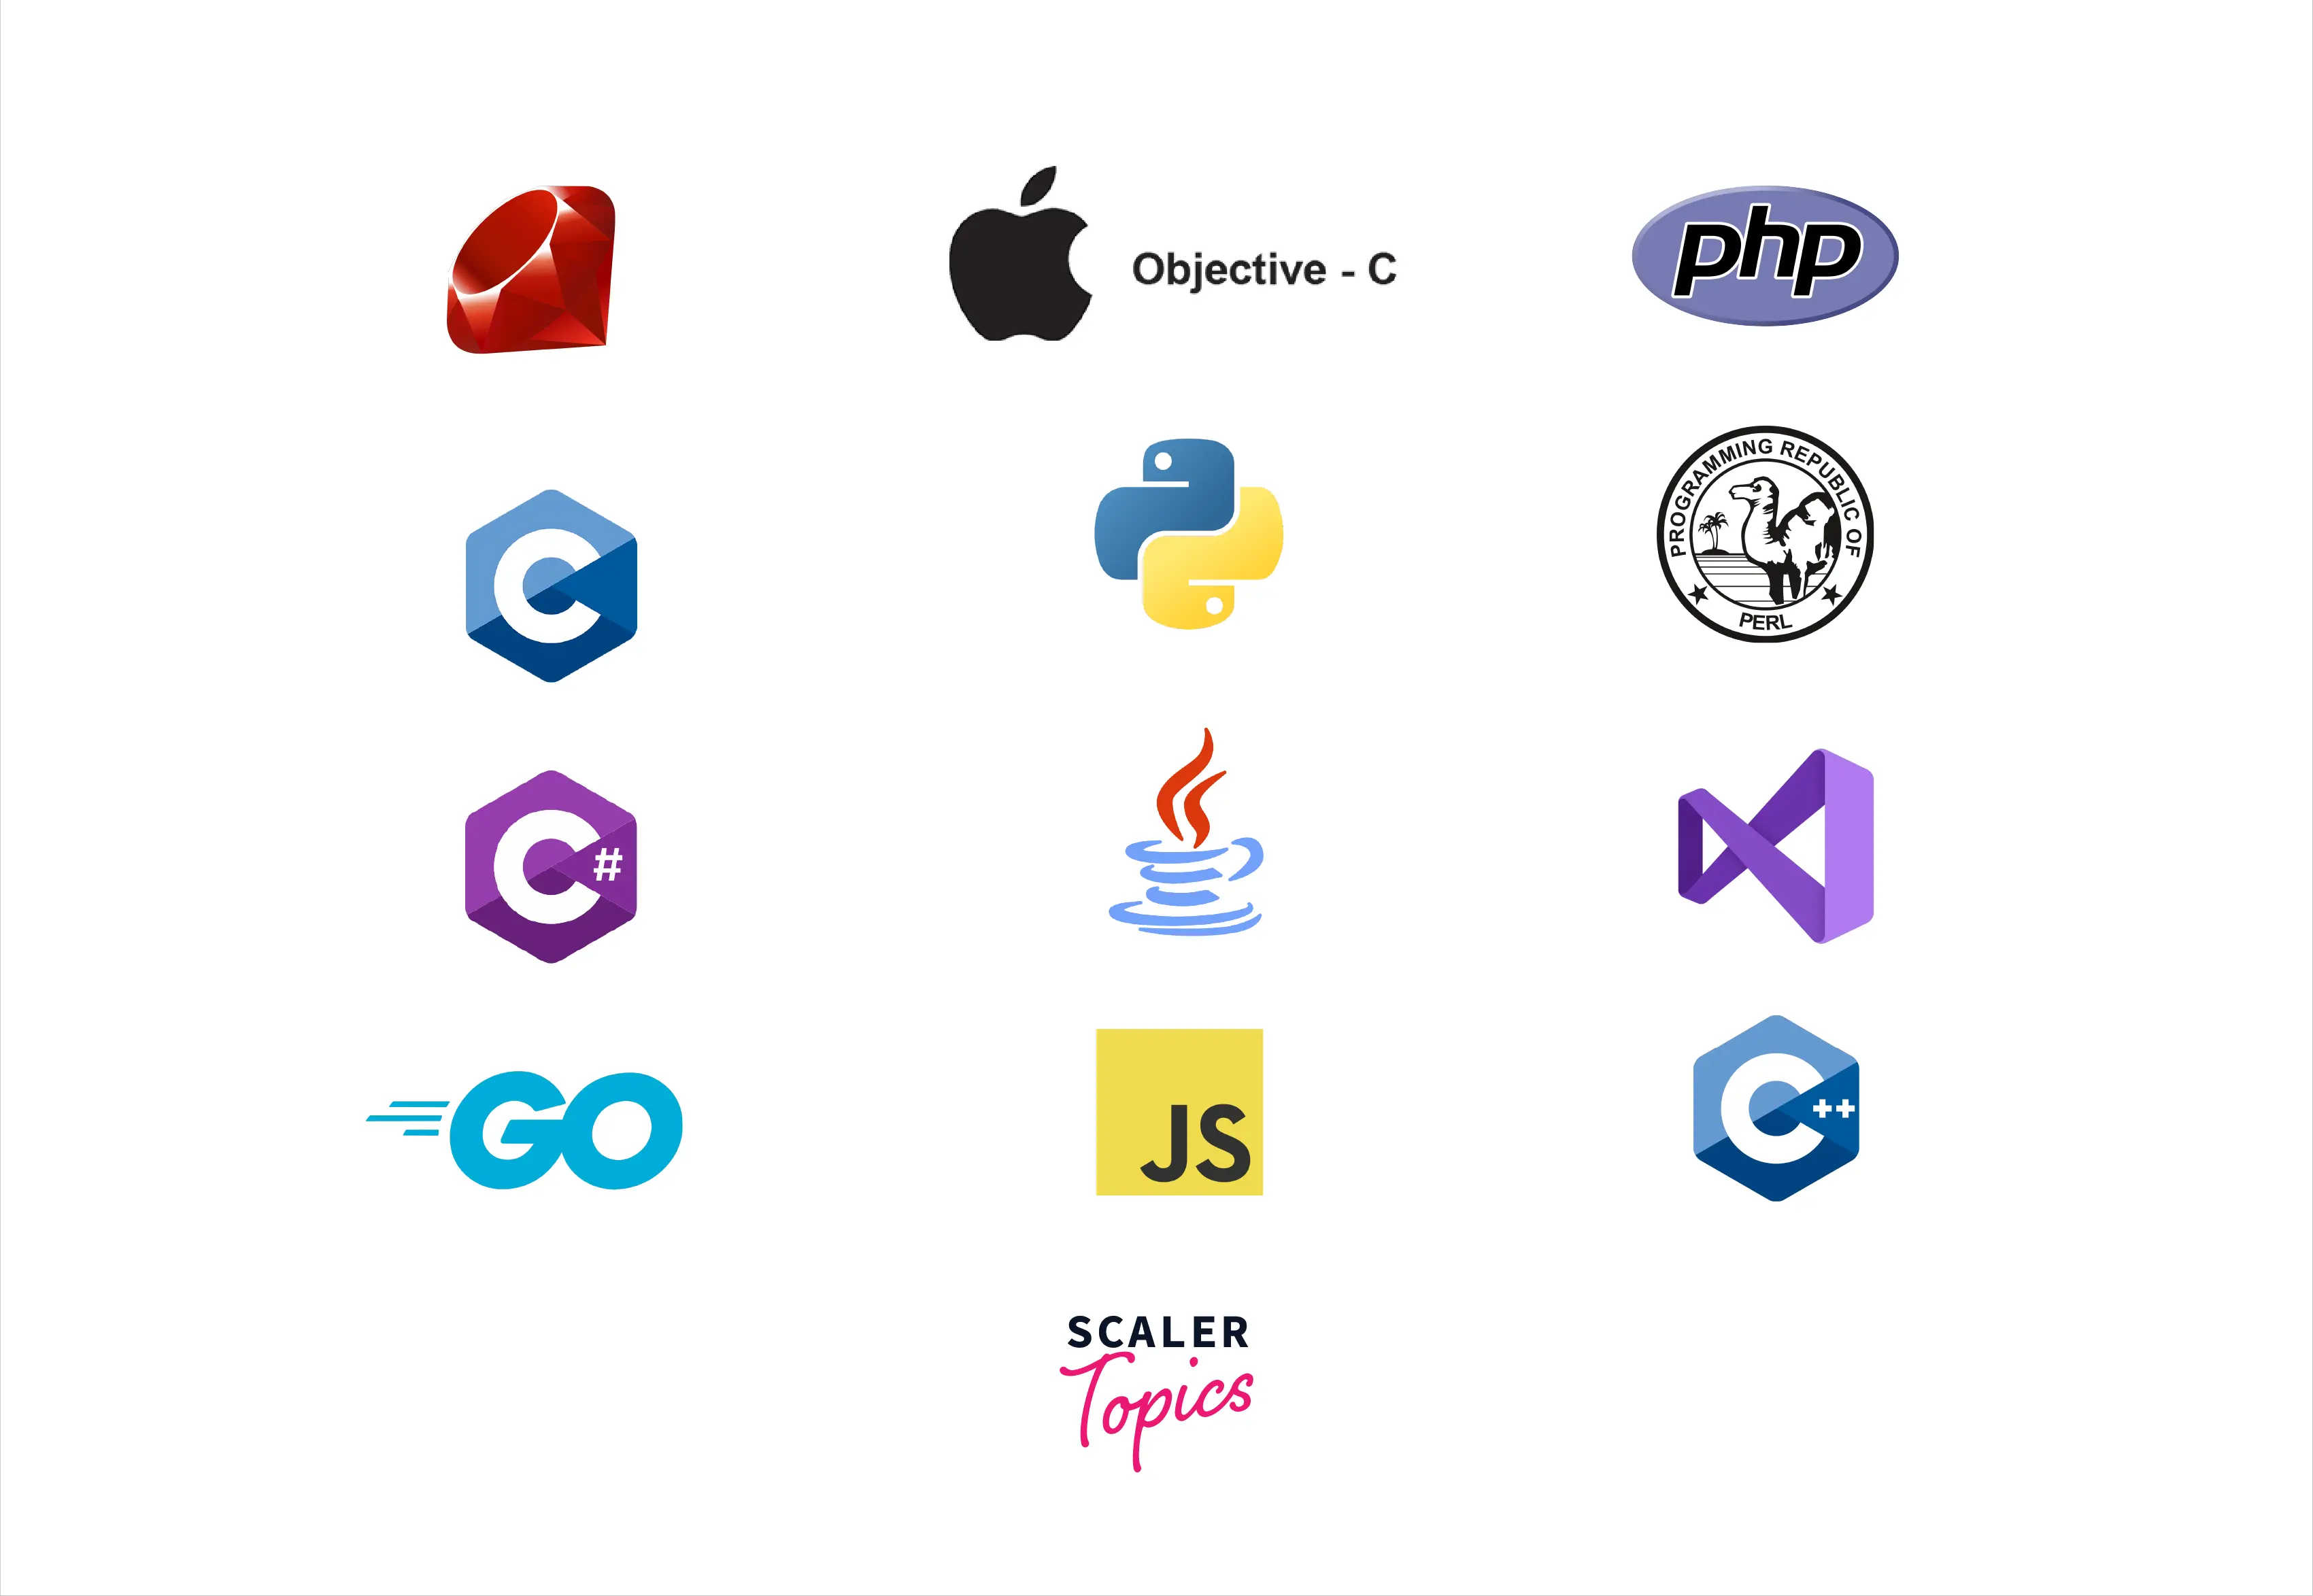 Objective - C
php
PROGRAMMING REPUBLIC OF
PERL
C
C#
GO
JS
C++
SCALER
Topics